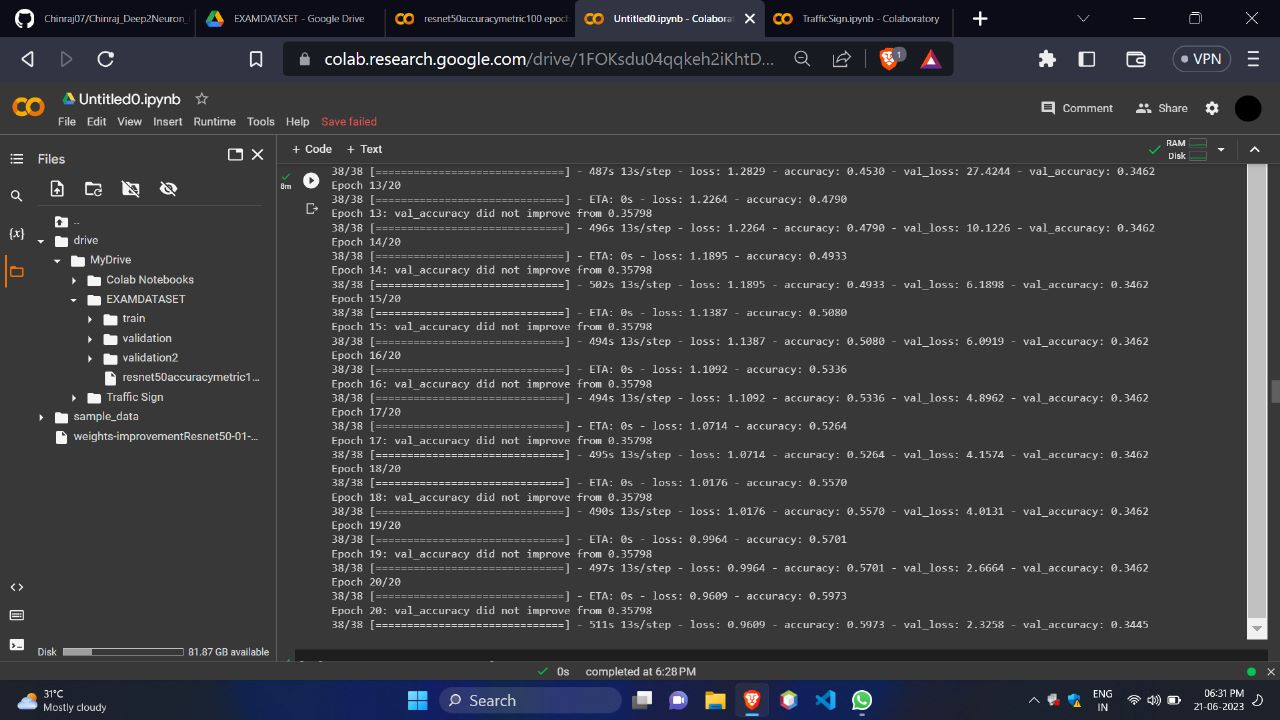 Chinraj07/Chinraj_Deep2Neuron_
EXAMDATASET - Google Drive
resnet50accuracymetric100 epoch
Untitled0.ipynb - Colaborat
TrafficSign.ipynb - Colaboratory
colab.research.google.com/drive/1FOKsdu04qqkeh2iKhtD...
1
VPN
Untitled0.ipynb
File Edit View Insert Runtime Tools Help Save failed
Comment
Share
Files
+ Code + Text
RAM
Disk
..
drive
MyDrive
Colab Notebooks
EXAMDATASET
train
validation
validation2
resnet50accuracymetric1...
Traffic Sign
sample_data
weights-improvementResnet50-01-...
Disk 81.87 GB available
8m
38/38 [==============================] - 487s 13s/step - loss: 1.2829 - accuracy: 0.4530 - val_loss: 27.4244 - val_accuracy: 0.3462
Epoch 13/20
38/38 [==============================] - ETA: 0s - loss: 1.2264 - accuracy: 0.4790
Epoch 13: val_accuracy did not improve from 0.35798
38/38 [==============================] - 496s 13s/step - loss: 1.2264 - accuracy: 0.4790 - val_loss: 10.1226 - val_accuracy: 0.3462
Epoch 14/20
38/38 [==============================] - ETA: 0s - loss: 1.1895 - accuracy: 0.4933
Epoch 14: val_accuracy did not improve from 0.35798
38/38 [==============================] - 502s 13s/step - loss: 1.1895 - accuracy: 0.4933 - val_loss: 6.1898 - val_accuracy: 0.3462
Epoch 15/20
38/38 [==============================] - ETA: 0s - loss: 1.1387 - accuracy: 0.5080
Epoch 15: val_accuracy did not improve from 0.35798
38/38 [==============================] - 494s 13s/step - loss: 1.1387 - accuracy: 0.5080 - val_loss: 6.0919 - val_accuracy: 0.3462
Epoch 16/20
38/38 [==============================] - ETA: 0s - loss: 1.1092 - accuracy: 0.5336
Epoch 16: val_accuracy did not improve from 0.35798
38/38 [==============================] - 494s 13s/step - loss: 1.1092 - accuracy: 0.5336 - val_loss: 4.8962 - val_accuracy: 0.3462
Epoch 17/20
38/38 [==============================] - ETA: 0s - loss: 1.0714 - accuracy: 0.5264
Epoch 17: val_accuracy did not improve from 0.35798
38/38 [==============================] - 495s 13s/step - loss: 1.0714 - accuracy: 0.5264 - val_loss: 4.1574 - val_accuracy: 0.3462
Epoch 18/20
38/38 [==============================] - ETA: 0s - loss: 1.0176 - accuracy: 0.5570
Epoch 18: val_accuracy did not improve from 0.35798
38/38 [==============================] - 490s 13s/step - loss: 1.0176 - accuracy: 0.5570 - val_loss: 4.0131 - val_accuracy: 0.3462
Epoch 19/20
38/38 [==============================] - ETA: 0s - loss: 0.9964 - accuracy: 0.5701
Epoch 19: val_accuracy did not improve from 0.35798
38/38 [==============================] - 497s 13s/step - loss: 0.9964 - accuracy: 0.5701 - val_loss: 2.6664 - val_accuracy: 0.3462
Epoch 20/20
38/38 [==============================] - ETA: 0s - loss: 0.9609 - accuracy: 0.5973
Epoch 20: val_accuracy did not improve from 0.35798
38/38 [==============================] - 511s 13s/step - loss: 0.9609 - accuracy: 0.5973 - val_loss: 2.3258 - val_accuracy: 0.3445
0s completed at 6:28 PM
31°C
Mostly cloudy
Search
ENG
IN
06:31 PM
21-06-2023